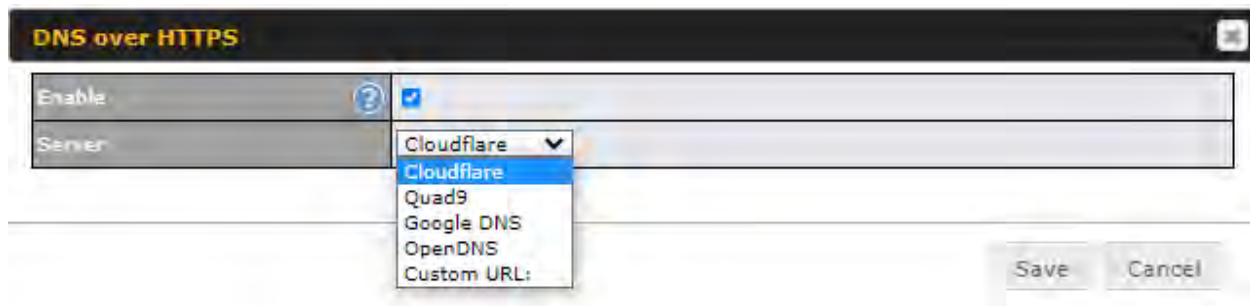 DNS over HTTPS
Enable
Server Cloudflare
Cloudflare
Quad9
Google DNS
OpenDNS
Custom URL:
Save Cancel